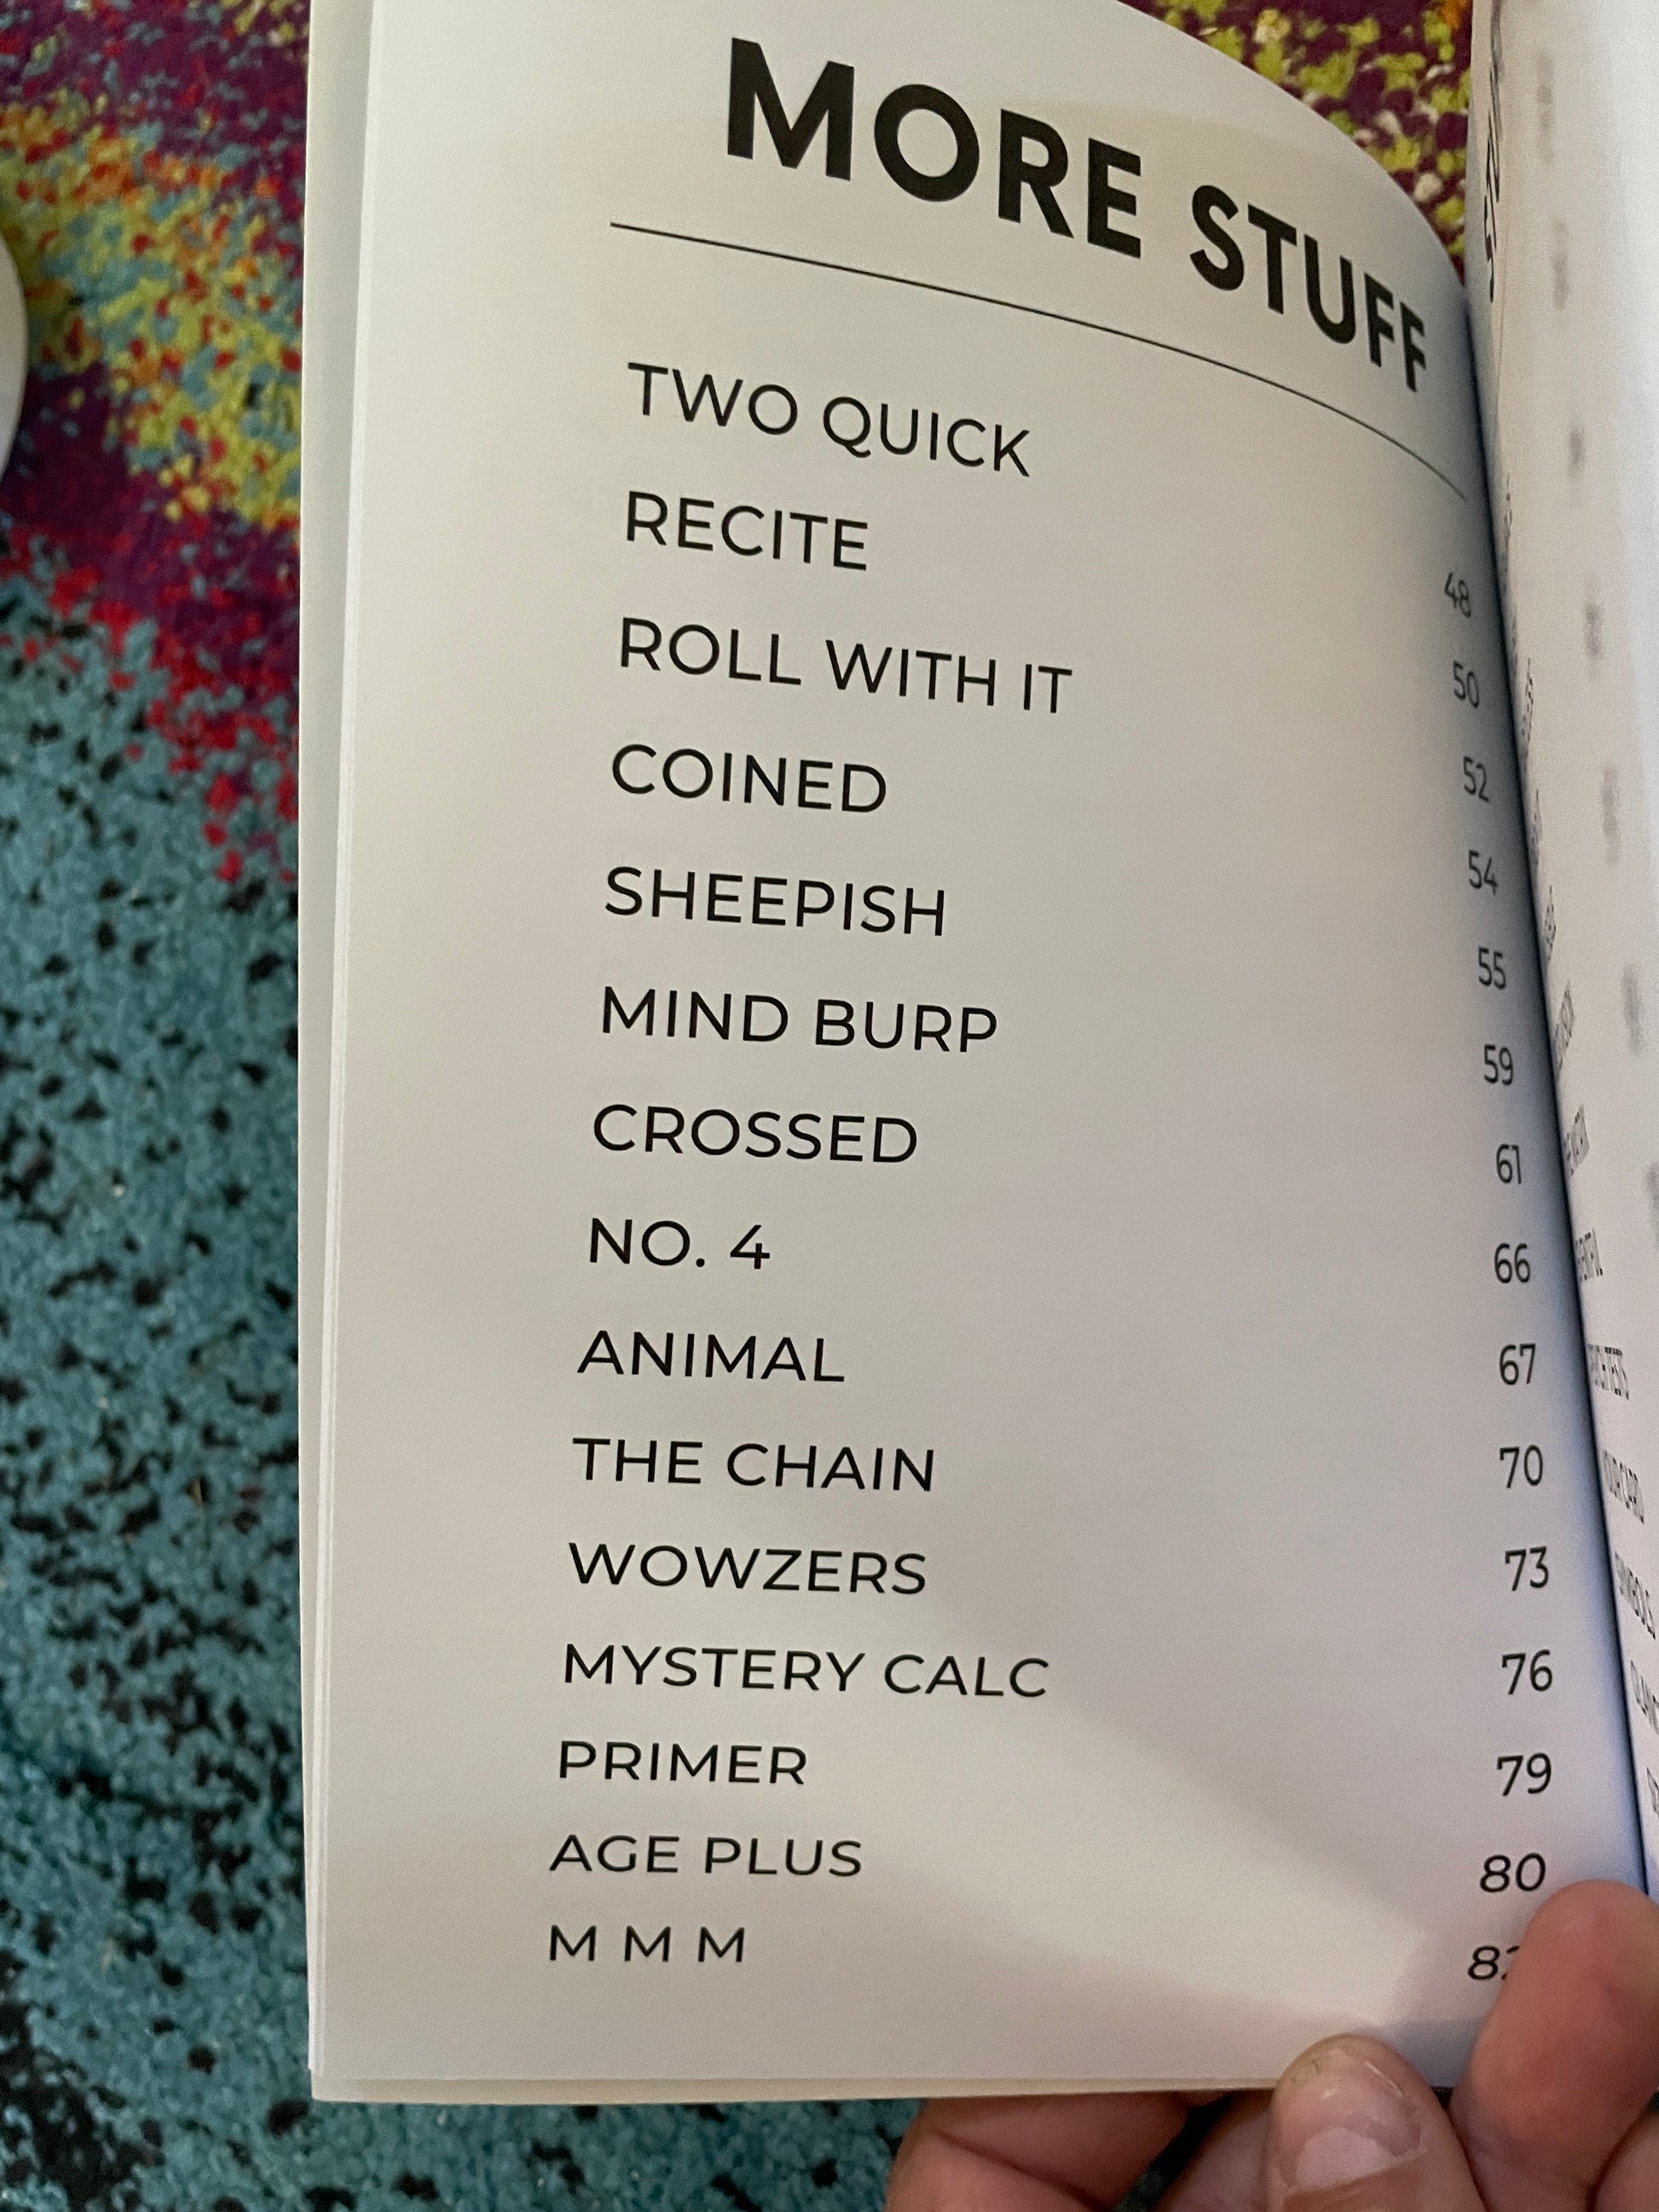 MORE STUFF
TWO QUICK 48
RECITE 50
ROLL WITH IT 52
COINED 54
SHEEPISH 55
MIND BURP 59
CROSSED 61
NO. 4 66
ANIMAL 67
THE CHAIN 70
WOWZERS 73
MYSTERY CALC 76
PRIMER 79
AGE PLUS 80
M M M